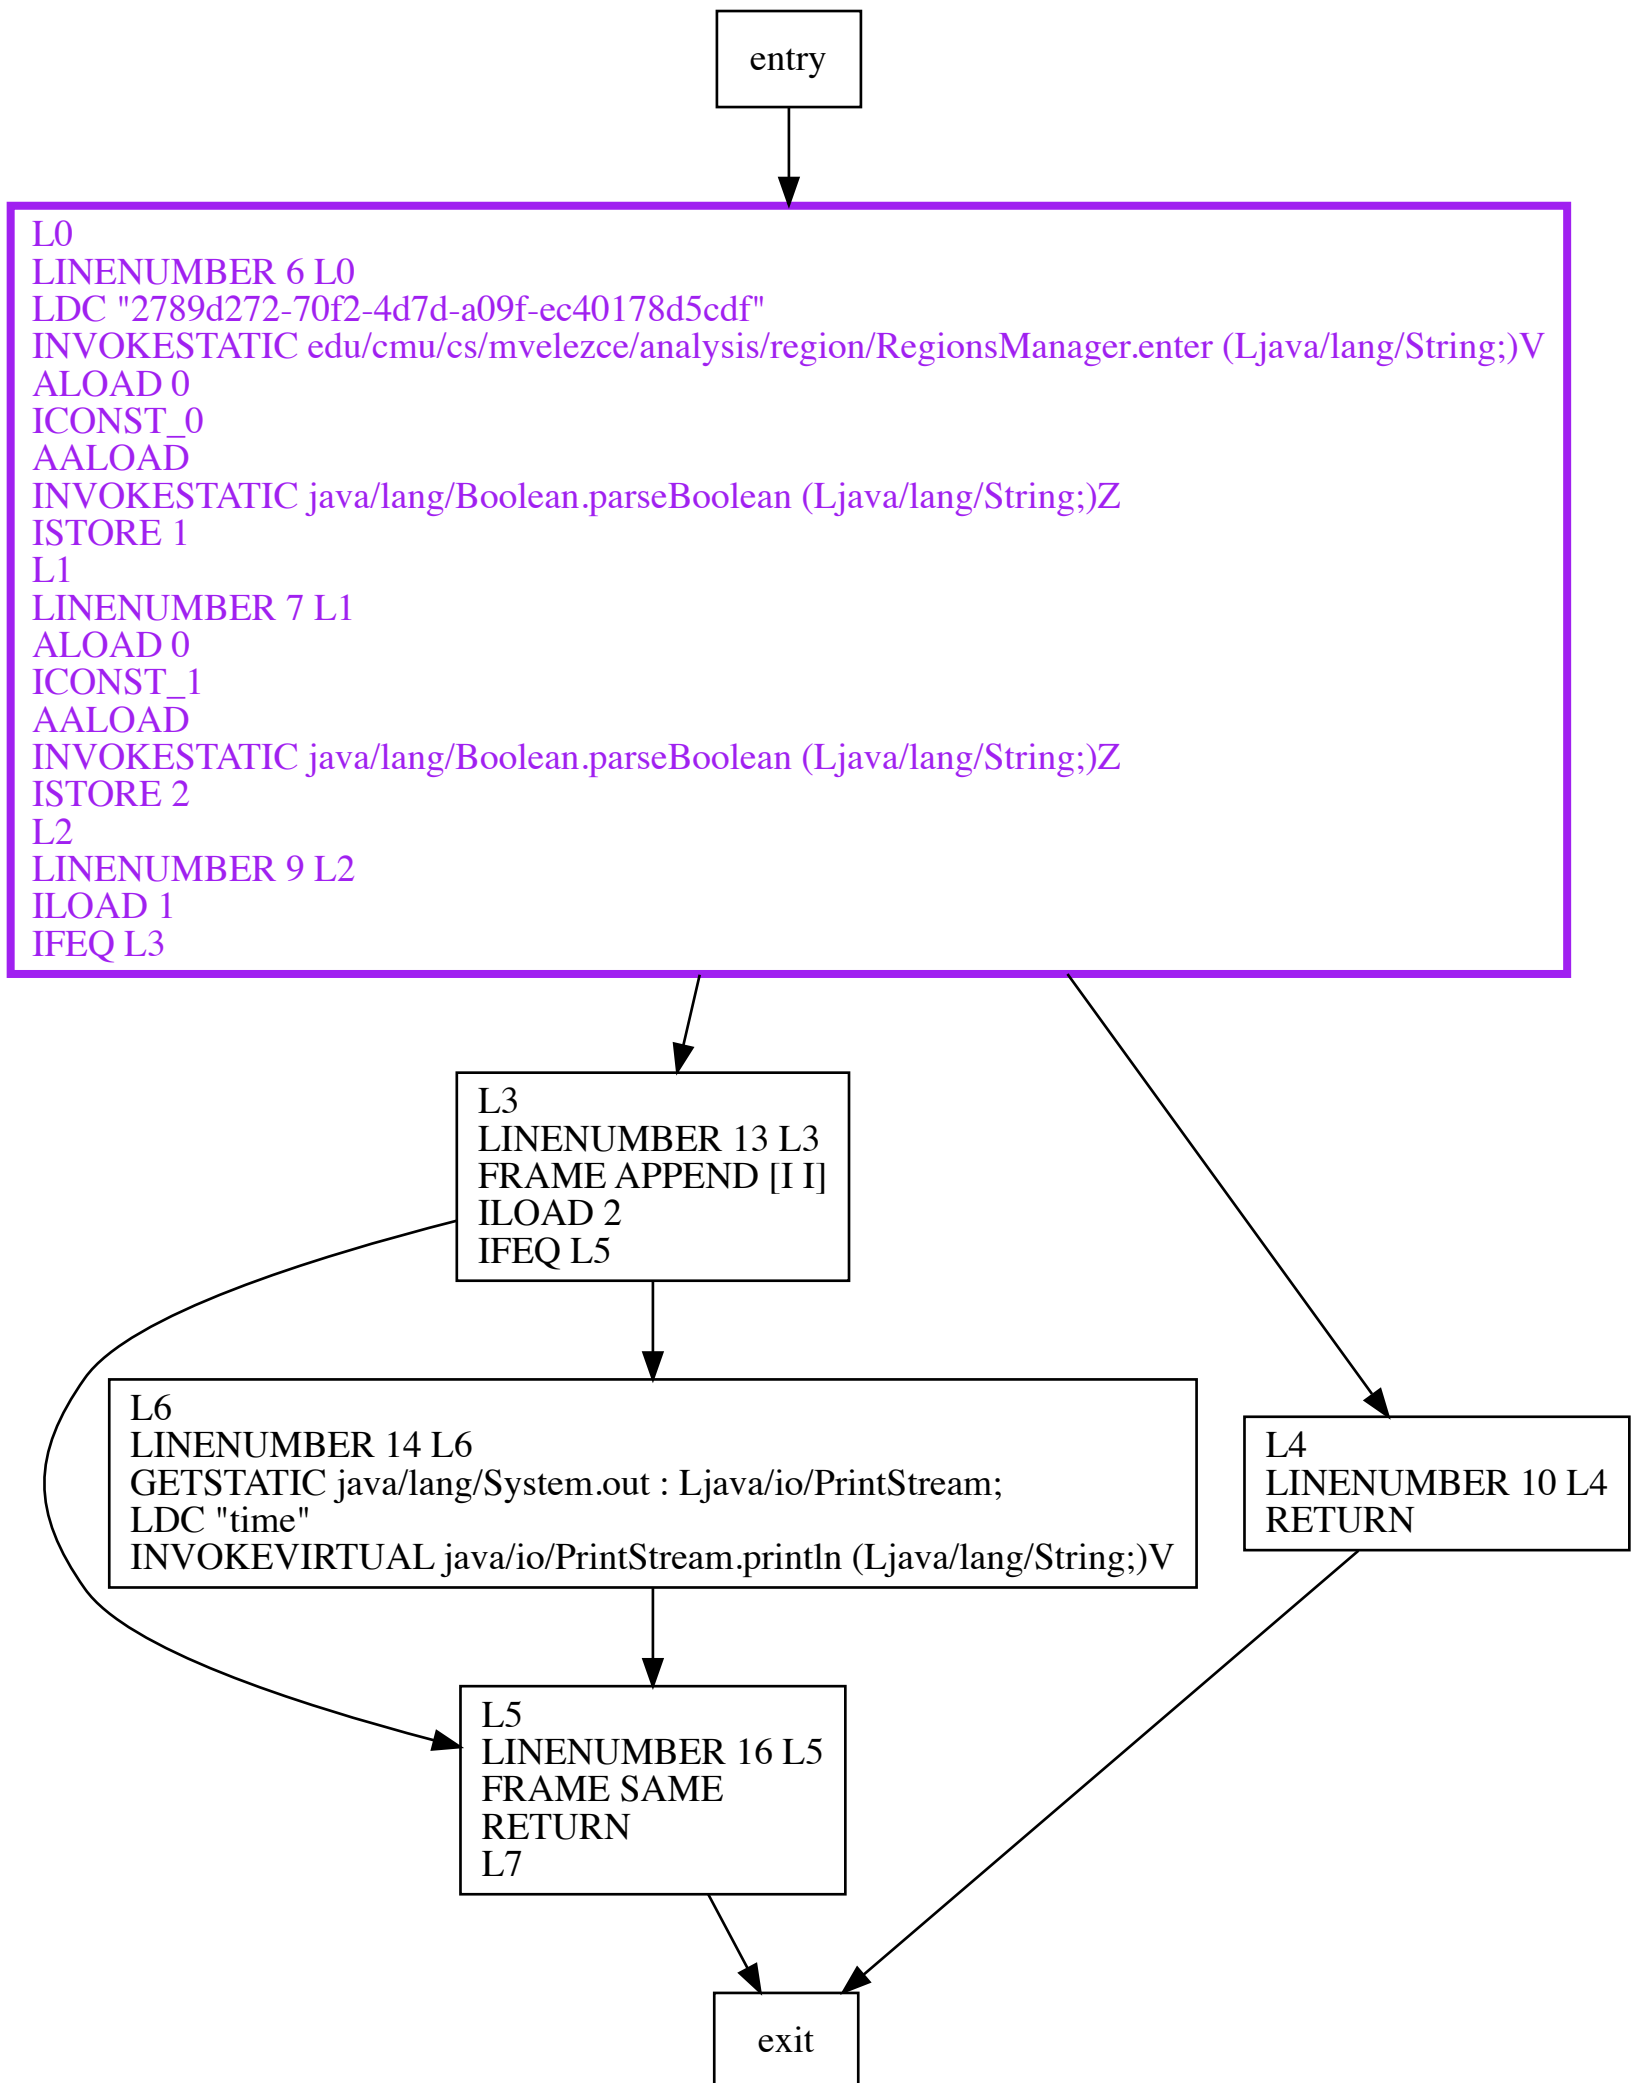 entry
L0
LINENUMBER 6 L0
LDC "2789d272-70f2-4d7d-a09f-ec40178d5cdf"
INVOKESTATIC edu/cmu/cs/mvelezce/analysis/region/RegionsManager.enter (Ljava/lang/String;)V
ALOAD 0
ICONST_0
AALOAD
INVOKESTATIC java/lang/Boolean.parseBoolean (Ljava/lang/String;)Z
ISTORE 1
L1
LINENUMBER 7 L1
ALOAD 0
ICONST_1
AALOAD
INVOKESTATIC java/lang/Boolean.parseBoolean (Ljava/lang/String;)Z
ISTORE 2
L2
LINENUMBER 9 L2
ILOAD 1
IFEQ L3
L3
LINENUMBER 13 L3
FRAME APPEND [I I]
ILOAD 2
IFEQ L5
L6
LINENUMBER 14 L6
GETSTATIC java/lang/System.out : Ljava/io/PrintStream;
LDC "time"
INVOKEVIRTUAL java/io/PrintStream.println (Ljava/lang/String;)V
L4
LINENUMBER 10 L4
RETURN
L5
LINENUMBER 16 L5
FRAME SAME
RETURN
L7
exit